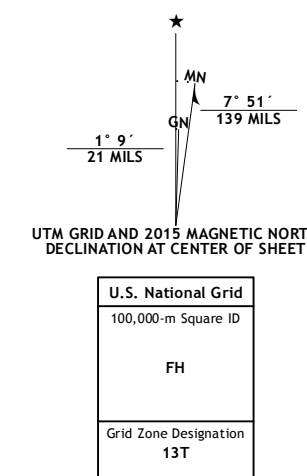 ★
MN
7° 51´
139 MILS
GN
1° 9´
21 MILS
UTM GRID AND 2015 MAGNETIC NORT
DECLINATION AT CENTER OF SHEET
U.S. National Grid
100,000-m Square ID
FH
Grid Zone Designation
13T